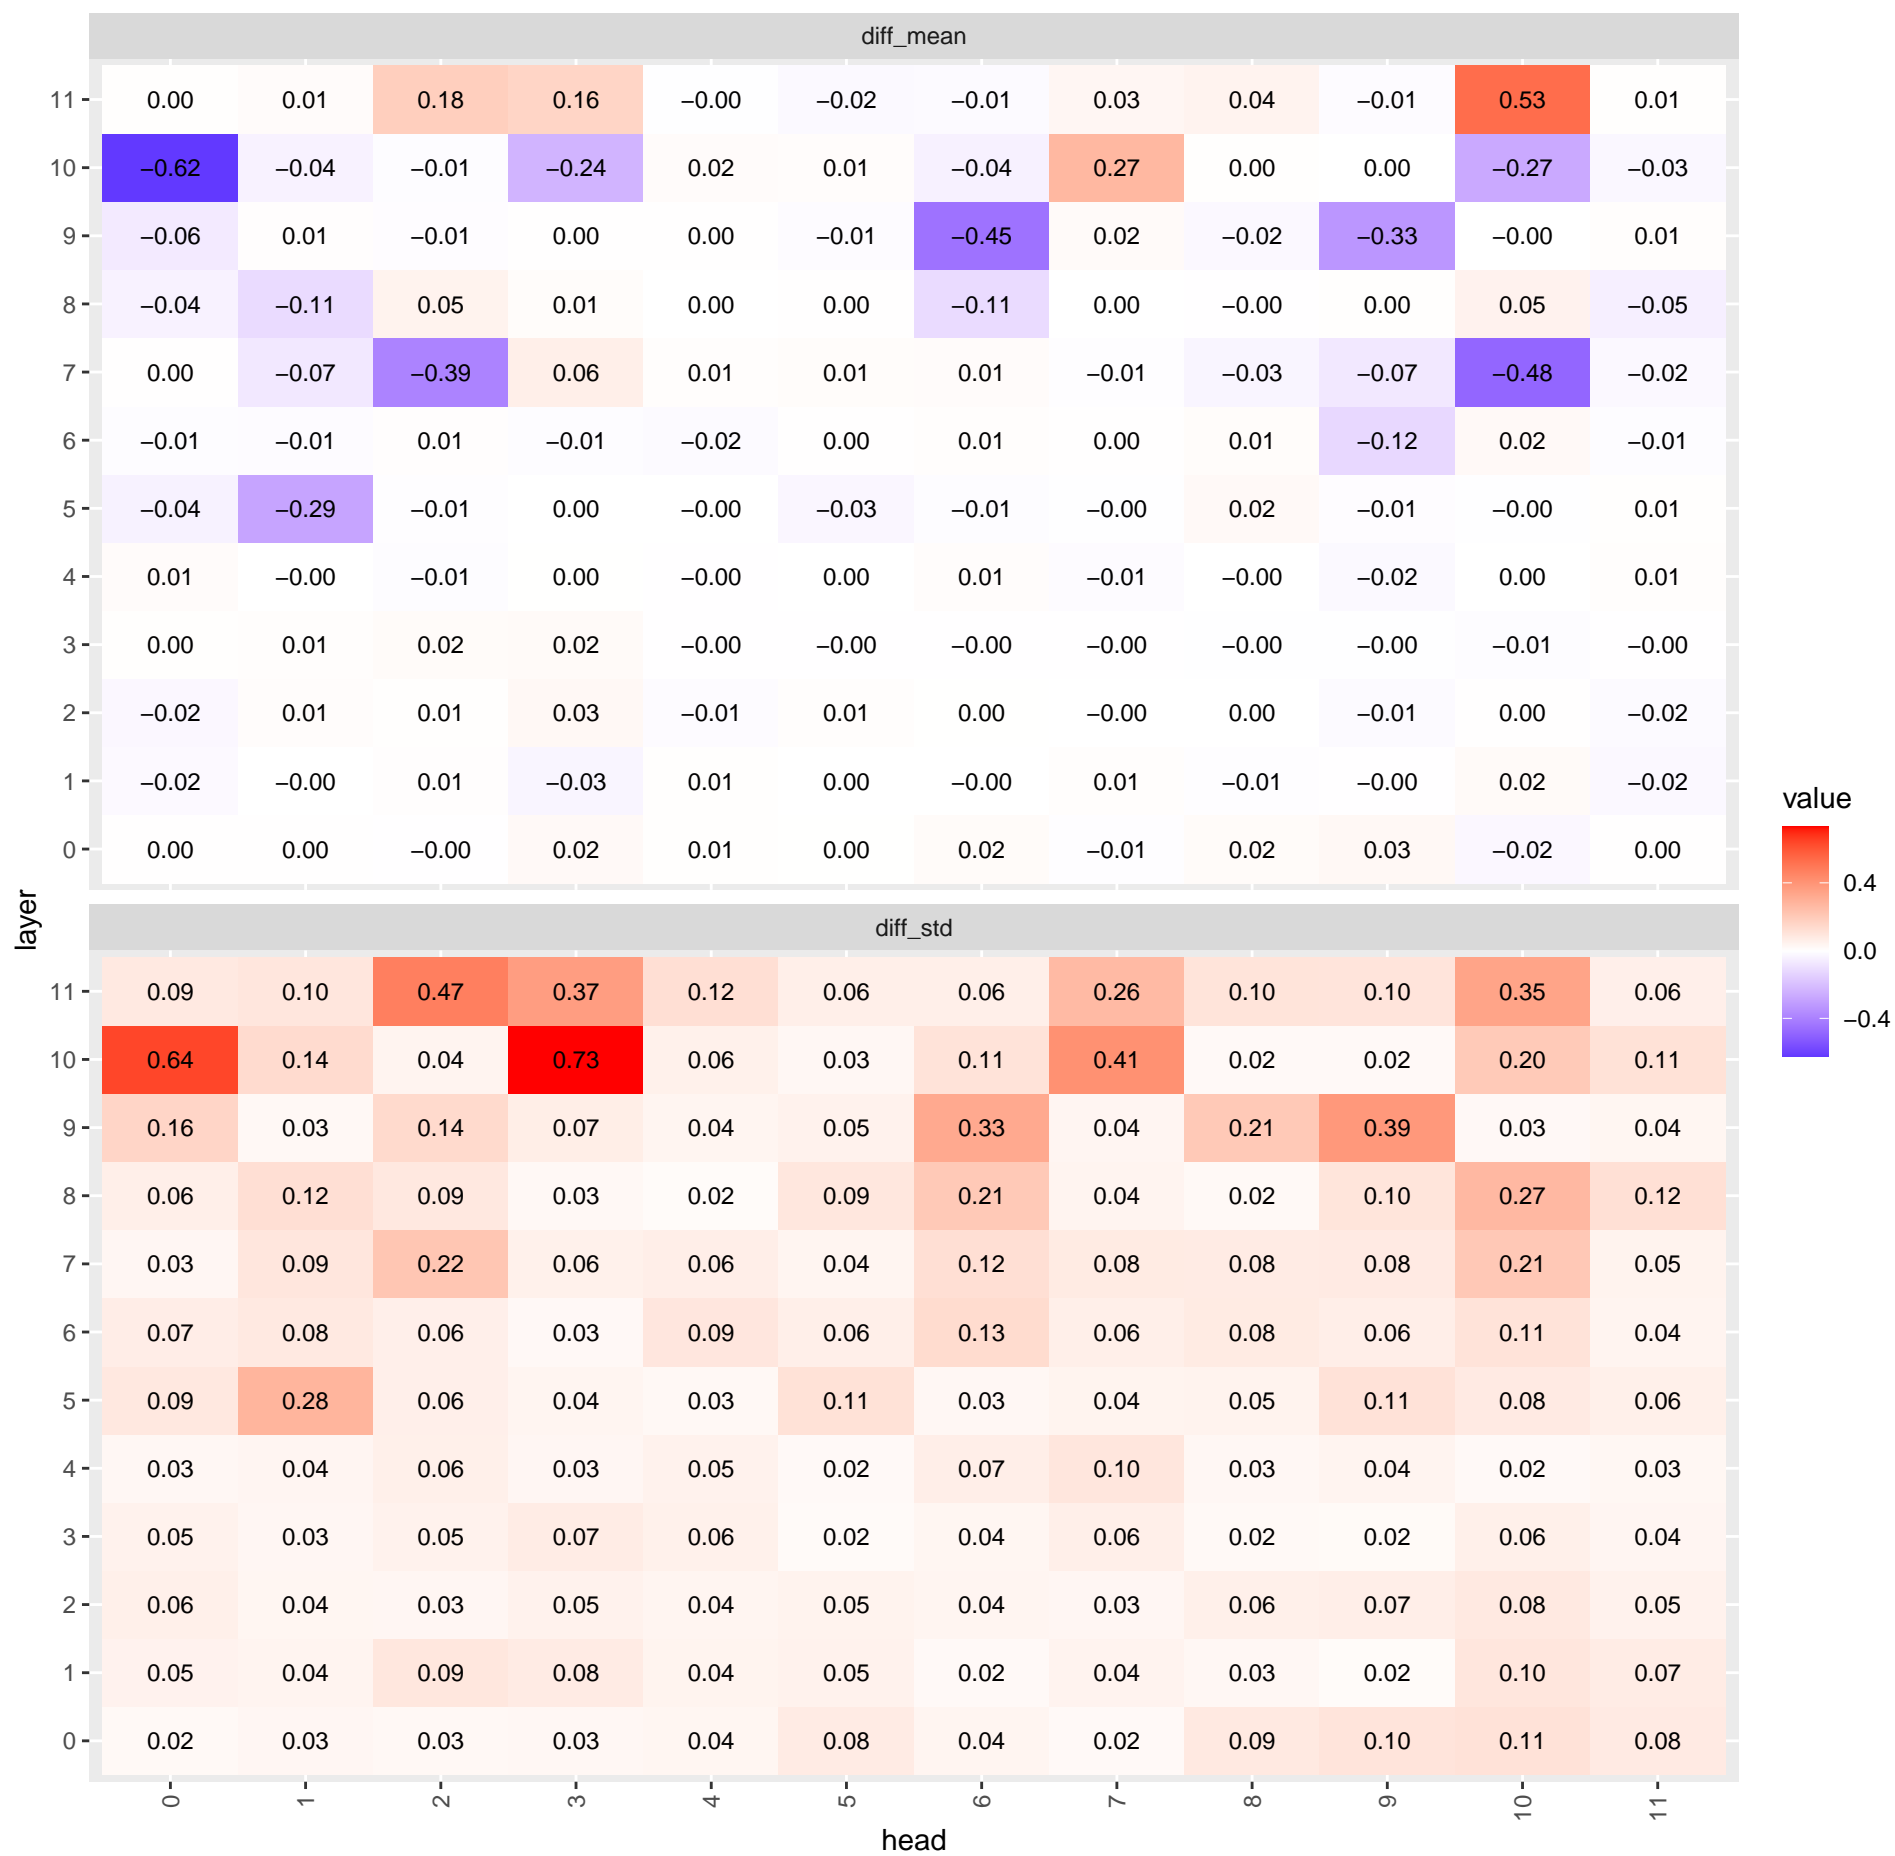 diff_mean
11 0.00 0.01 0.18 0.16 −0.00 −0.02 −0.01 0.03 0.04 −0.01 0.53 0.01
10 −0.62 −0.04 −0.01 −0.24 0.02 0.01 −0.04 0.27 0.00 0.00 −0.27 −0.03
9 −0.06 0.01 −0.01 0.00 0.00 −0.01 −0.45 0.02 −0.02 −0.33 −0.00 0.01
8 −0.04 −0.11 0.05 0.01 0.00 0.00 −0.11 0.00 −0.00 0.00 0.05 −0.05
7 0.00 −0.07 −0.39 0.06 0.01 0.01 0.01 −0.01 −0.03 −0.07 −0.48 −0.02
6 −0.01 −0.01 0.01 −0.01 −0.02 0.00 0.01 0.00 0.01 −0.12 0.02 −0.01
5 −0.04 −0.29 −0.01 0.00 −0.00 −0.03 −0.01 −0.00 0.02 −0.01 −0.00 0.01
4 0.01 −0.00 −0.01 0.00 −0.00 0.00 0.01 −0.01 −0.00 −0.02 0.00 0.01
3 0.00 0.01 0.02 0.02 −0.00 −0.00 −0.00 −0.00 −0.00 −0.00 −0.01 −0.00
2 −0.02 0.01 0.01 0.03 −0.01 0.01 0.00 −0.00 0.00 −0.01 0.00 −0.02
1 −0.02 −0.00 0.01 −0.03 0.01 0.00 −0.00 0.01 −0.01 −0.00 0.02 −0.02
0 0.00 0.00 −0.00 0.02 0.01 0.00 0.02 −0.01 0.02 0.03 −0.02 0.00
layer
diff_std
11 0.09 0.10 0.47 0.37 0.12 0.06 0.06 0.26 0.10 0.10 0.35 0.06
10 0.64 0.14 0.04 0.73 0.06 0.03 0.11 0.41 0.02 0.02 0.20 0.11
9 0.16 0.03 0.14 0.07 0.04 0.05 0.33 0.04 0.21 0.39 0.03 0.04
8 0.06 0.12 0.09 0.03 0.02 0.09 0.21 0.04 0.02 0.10 0.27 0.12
7 0.03 0.09 0.22 0.06 0.06 0.04 0.12 0.08 0.08 0.08 0.21 0.05
6 0.07 0.08 0.06 0.03 0.09 0.06 0.13 0.06 0.08 0.06 0.11 0.04
5 0.09 0.28 0.06 0.04 0.03 0.11 0.03 0.04 0.05 0.11 0.08 0.06
4 0.03 0.04 0.06 0.03 0.05 0.02 0.07 0.10 0.03 0.04 0.02 0.03
3 0.05 0.03 0.05 0.07 0.06 0.02 0.04 0.06 0.02 0.02 0.06 0.04
2 0.06 0.04 0.03 0.05 0.04 0.05 0.04 0.03 0.06 0.07 0.08 0.05
1 0.05 0.04 0.09 0.08 0.04 0.05 0.02 0.04 0.03 0.02 0.10 0.07
0 0.02 0.03 0.03 0.03 0.04 0.08 0.04 0.02 0.09 0.10 0.11 0.08
0 1 2 3 4 5 6 7 8 9 10 11
head
value
0.4
0.0
−0.4